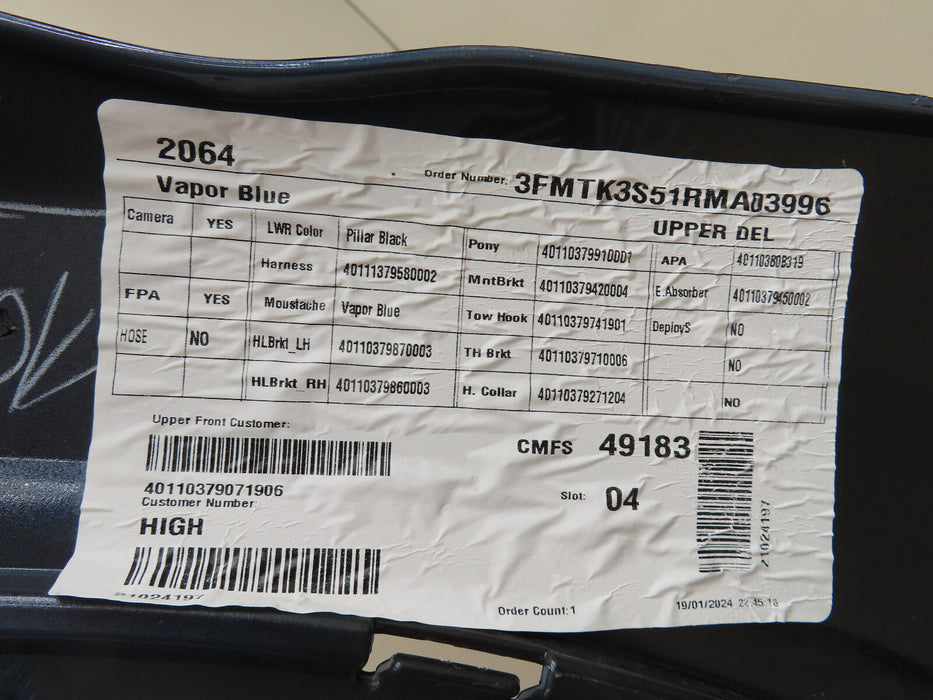 2064
Order Number: 3FMTK3S51RMA03996
Vapor Blue
UPPER DEL
Camera YES LWR Color Pillar Black Pony 40110379910001 APA 401103808319
Harness 40111379580002 MntBrkt 40110379420004 E.Absorber 40110379450002
FPA YES Moustache Vapor Blue Tow Hook 40110379741901 DeployS NO
HOSE NO HLBrkt_LH 40110379870003 TH Brkt 40110379710006 NO
HLBrkt_RH 40110379860003 H. Collar 40110379271204 NO
Upper Front Customer:
CMFS 49183
40110379071906
Customer Number:
Slot: 04
HIGH
21024197
21024197
Order Count:1
19/01/2024